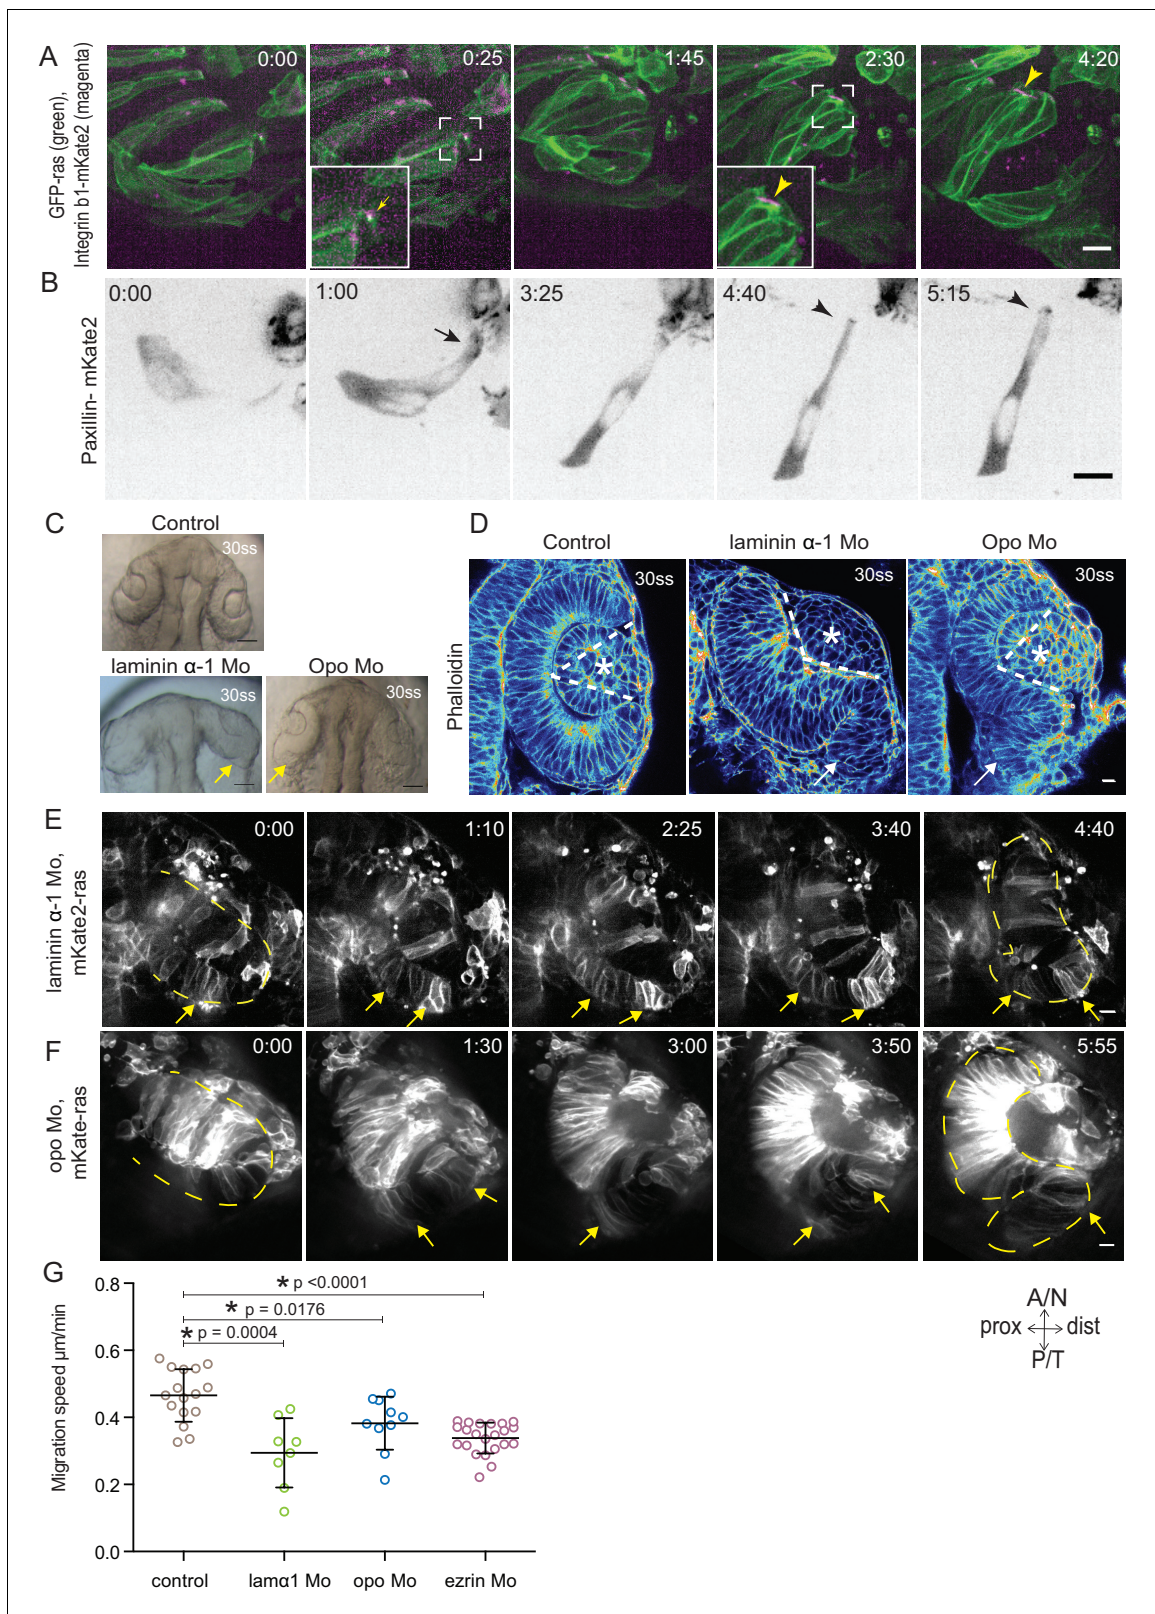 A
GFP-ras (green),
Integrin b1-mKate2 (magenta)
0:00
0:25
1:45
2:30
4:20
B
Paxillin- mKate2
0:00
1:00
3:25
4:40
5:15
C
Control
30ss
laminin α-1 Mo
30ss
Opo Mo
30ss
D
Phalloidin
Control
30ss
laminin α-1 Mo
30ss
Opo Mo
30ss
*
*
*
E
laminin α-1 Mo,
mKate2-ras
0:00
1:10
2:25
3:40
4:40
F
opo Mo,
mKate-ras
0:00
1:30
3:00
3:50
5:55
G
Migration speed µm/min
0.8
0.6
0.4
0.2
0.0
* p <0.0001
* p = 0.0176
* p = 0.0004
control
lamα1 Mo
opo Mo
ezrin Mo
A/N
prox
dist
P/T